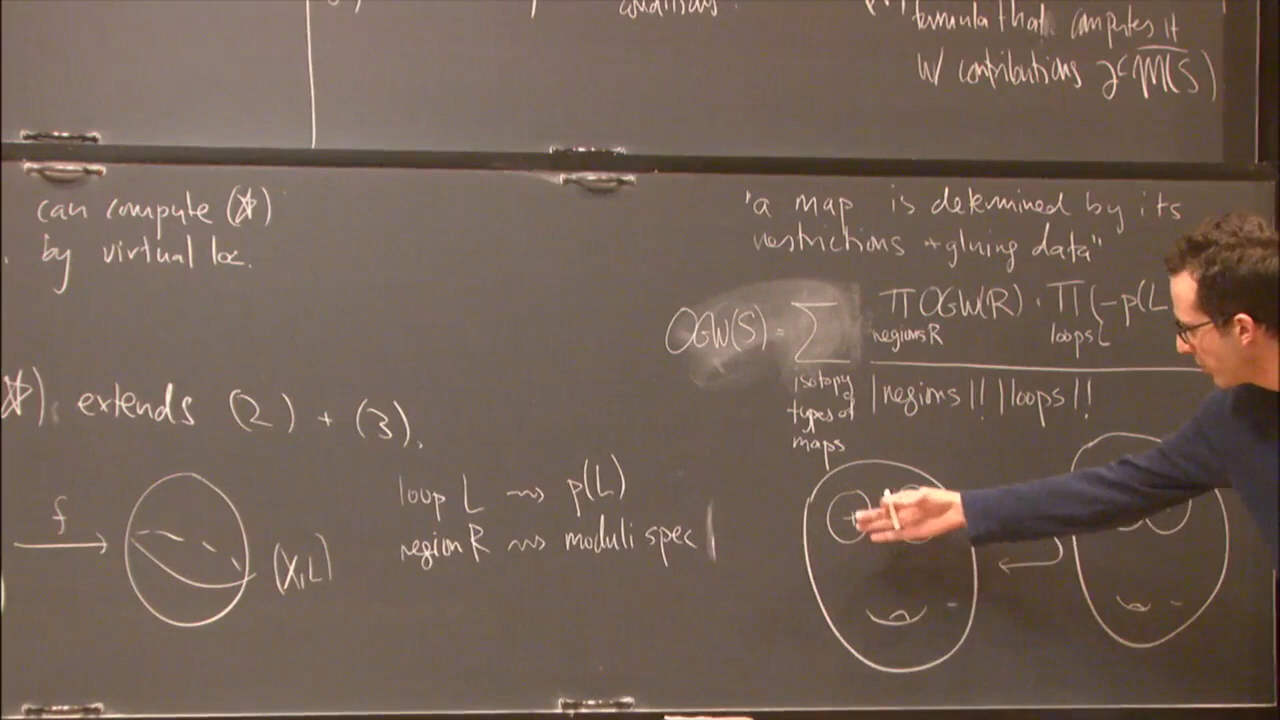 conditions.
formula that computes it
w/ contributions ∂ c M(S)
can compute (☆)
by virtual loc.
☆) extends (2) + (3).
f
(X,L)
loop L ⇝ p(L)
region R ⇝ moduli spec
"a map is determined by its
restrictions + gluing data"
OGW(S) = ∑ Π OGW(R) · Π (-p(L
regions R loops L
|regions|! |loops|!
isotopy
types of
maps
+
-
-